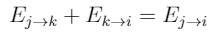 E_{j→k} + E_{k→i} = E_{j→i}